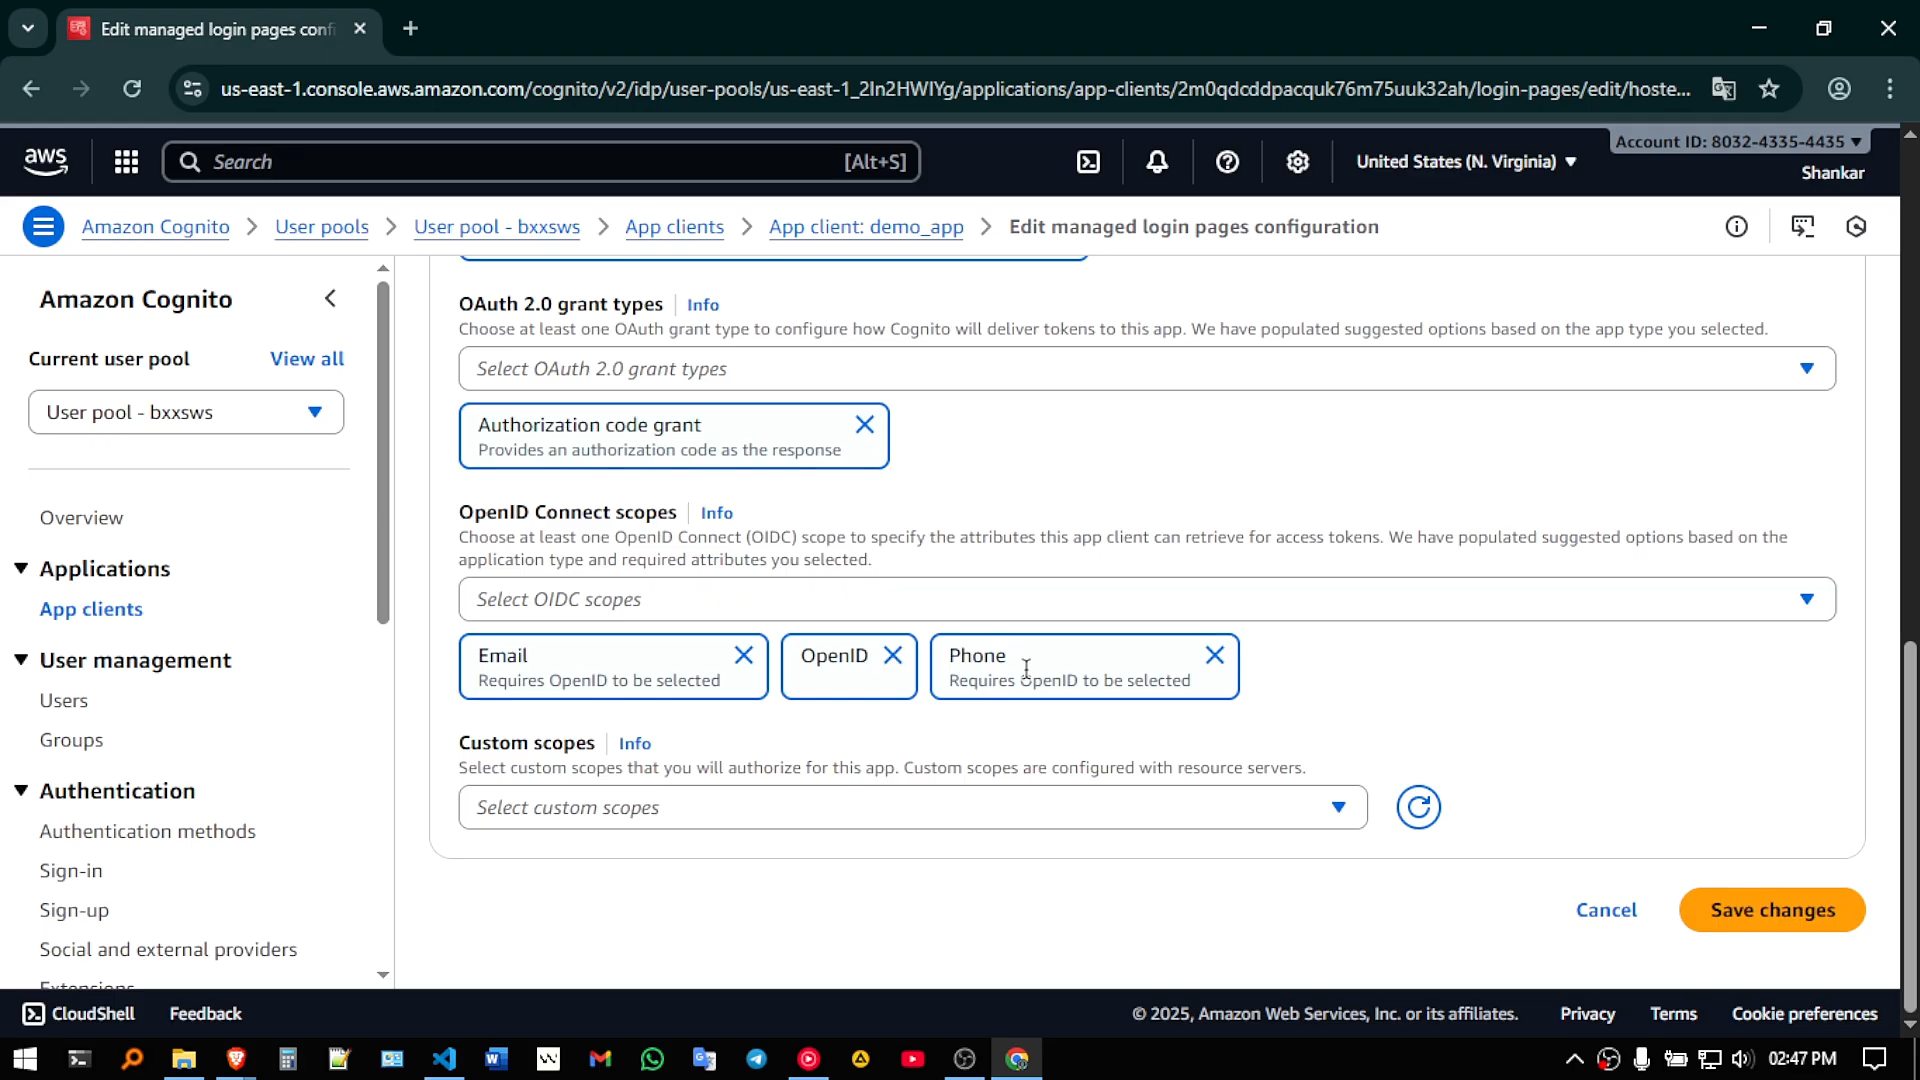 Edit managed login pages confi
us-east-1.console.aws.amazon.com/cognito/v2/idp/user-pools/us-east-1_2In2HWIYg/applications/app-clients/2m0qdcddpacquk76m75uuk32ah/login-pages/edit/hoste...
aws
Search
[Alt+S]
United States (N. Virginia)
Account ID: 8032-4335-4435
Shankar
Amazon Cognito
User pools
User pool - bxxsws
App clients
App client: demo_app
Edit managed login pages configuration
Amazon Cognito
Current user pool
View all
User pool - bxxsws
Overview
Applications
App clients
User management
Users
Groups
Authentication
Authentication methods
Sign-in
Sign-up
Social and external providers
Extensions
OAuth 2.0 grant types
Info
Choose at least one OAuth grant type to configure how Cognito will deliver tokens to this app. We have populated suggested options based on the app type you selected.
Select OAuth 2.0 grant types
Authorization code grant
Provides an authorization code as the response
OpenID Connect scopes
Info
Choose at least one OpenID Connect (OIDC) scope to specify the attributes this app client can retrieve for access tokens. We have populated suggested options based on the
application type and required attributes you selected.
Select OIDC scopes
Email
Requires OpenID to be selected
OpenID
Phone
Requires OpenID to be selected
Custom scopes
Info
Select custom scopes that you will authorize for this app. Custom scopes are configured with resource servers.
Select custom scopes
Cancel
Save changes
CloudShell
Feedback
© 2025, Amazon Web Services, Inc. or its affiliates.
Privacy
Terms
Cookie preferences
02:47 PM